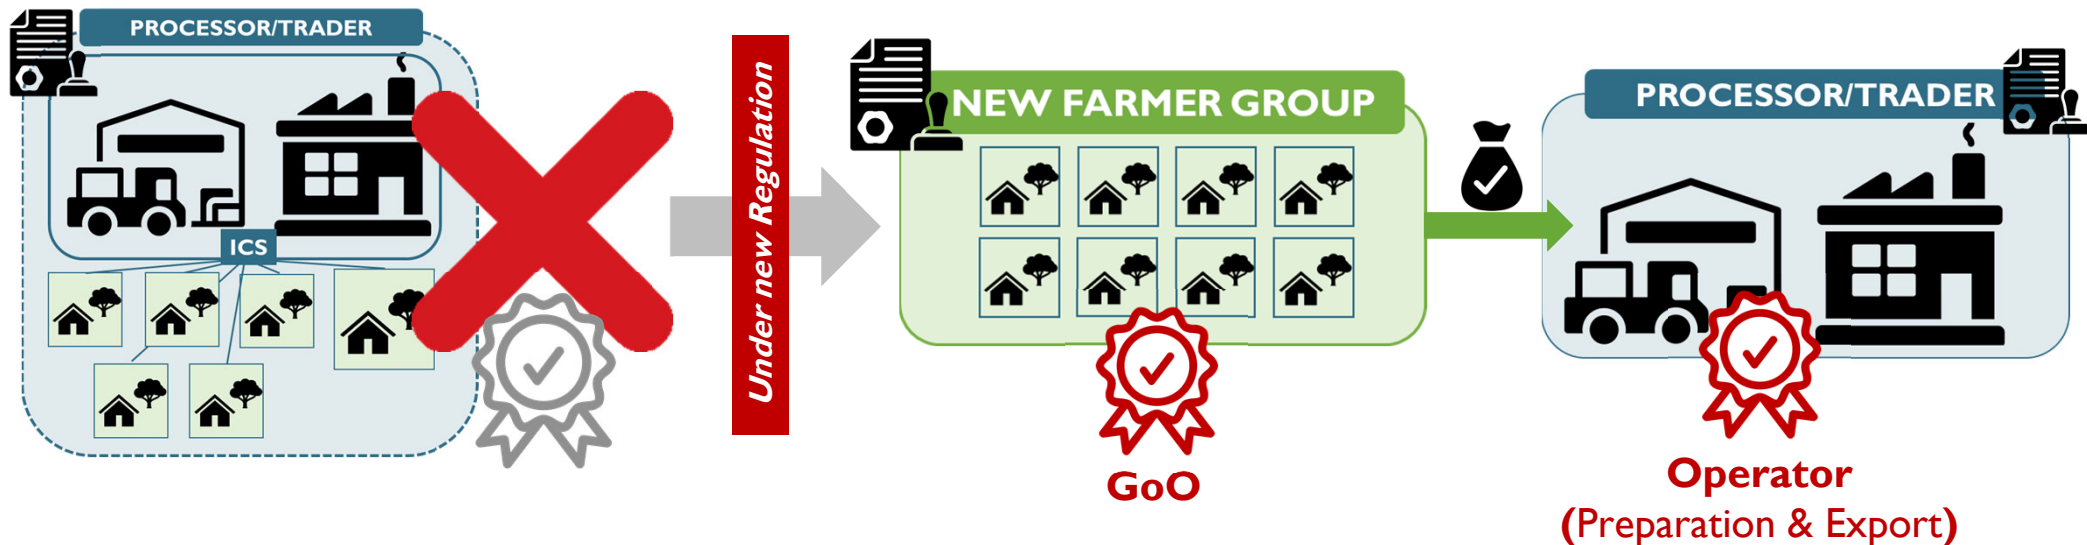 PROCESSOR/TRADER
ICS
Under new Regulation
NEW FARMER GROUP
GoO
PROCESSOR/TRADER
Operator
(Preparation & Export)